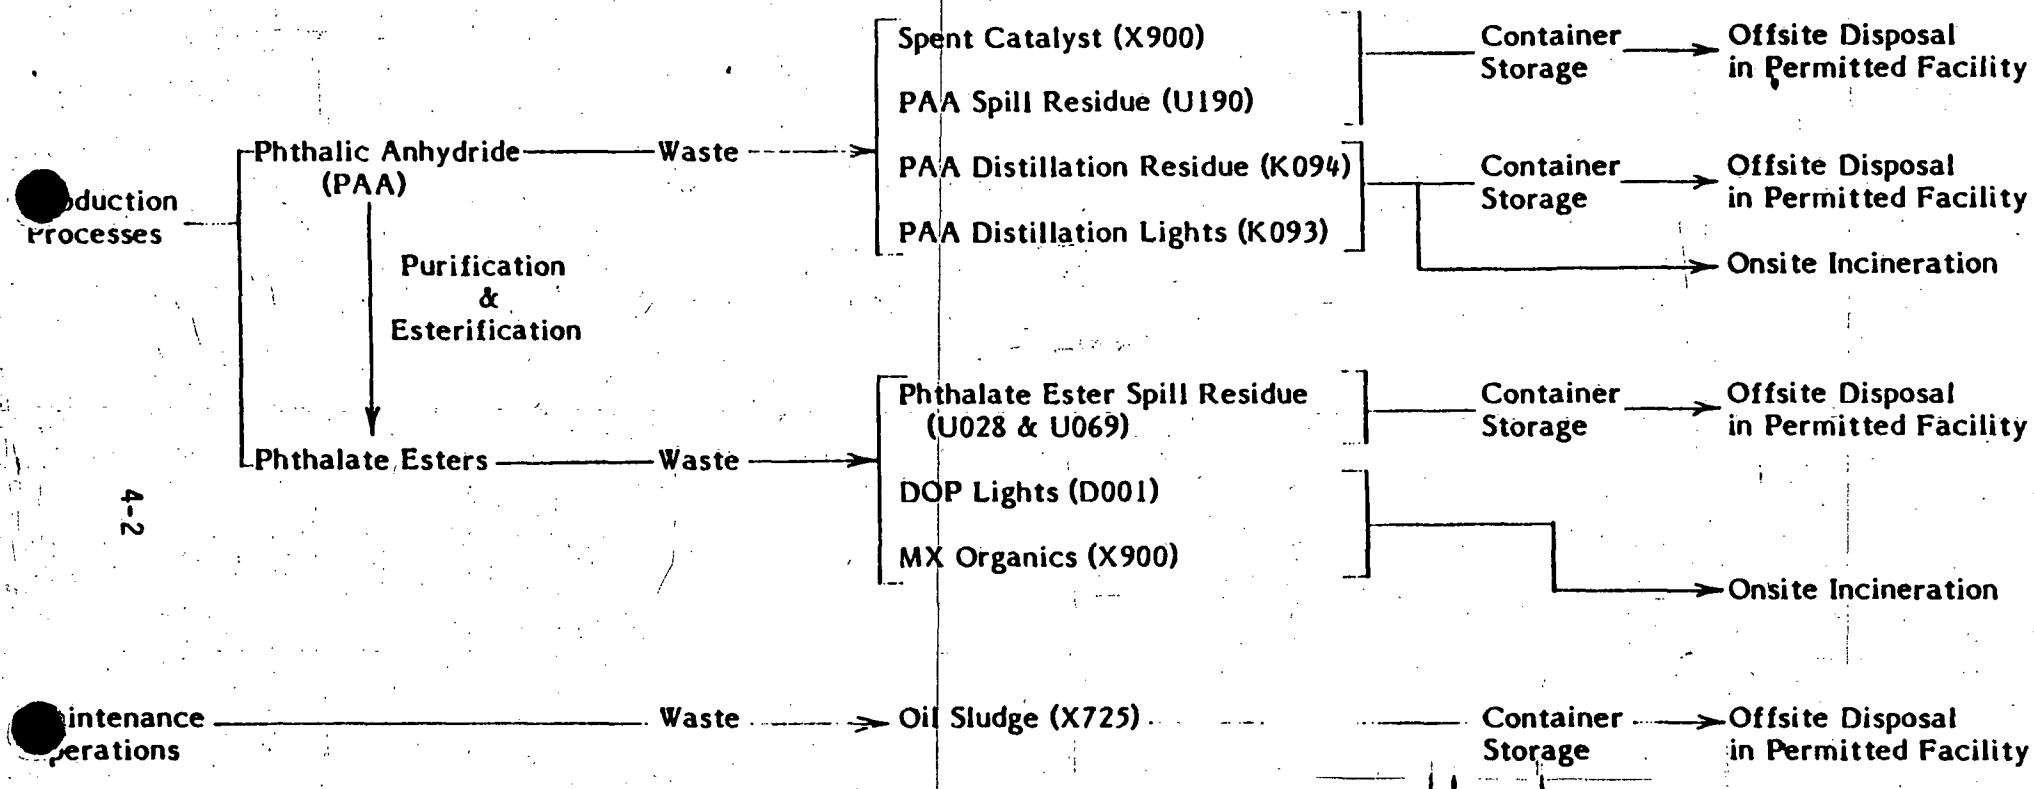 Spent Catalyst (X900)
PAA Spill Residue (U190)
PAA Distillation Residue (K094)
PAA Distillation Lights (K093)
Container
Storage
Offsite Disposal
in Permitted Facility
Container
Storage
Offsite Disposal
in Permitted Facility
Onsite Incineration
Phthalic Anhydride
(PAA)
Waste
oduction
Processes
Purification
&
Esterification
Phthalate Esters
Waste
Phthalate Ester Spill Residue
(U028 & U069)
DOP Lights (D001)
MX Organics (X900)
Container
Storage
Offsite Disposal
in Permitted Facility
Onsite Incineration
4-2
intenance
perations
Waste
Oil Sludge (X725)
Container
Storage
Offsite Disposal
in Permitted Facility